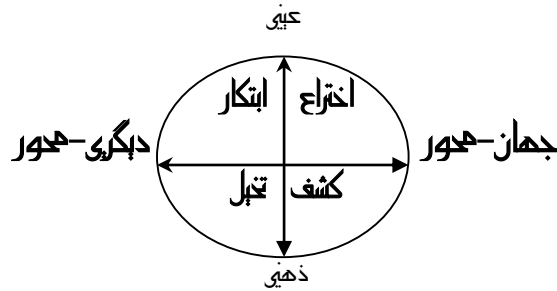 عینی
اختراع
ابتکار
جهان-محور
دیگری-محور
کشف
تخیل
ذهنی